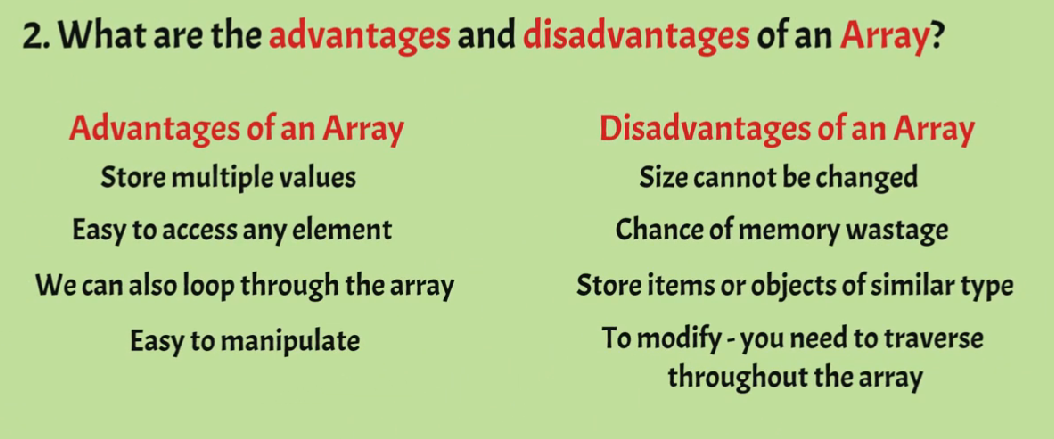 2. What are the advantages and disadvantages of an Array?
Advantages of an Array
Store multiple values
Easy to access any element
We can also loop through the array
Easy to manipulate
Disadvantages of an Array
Size cannot be changed
Chance of memory wastage
Store items or objects of similar type
To modify - you need to traverse
throughout the array